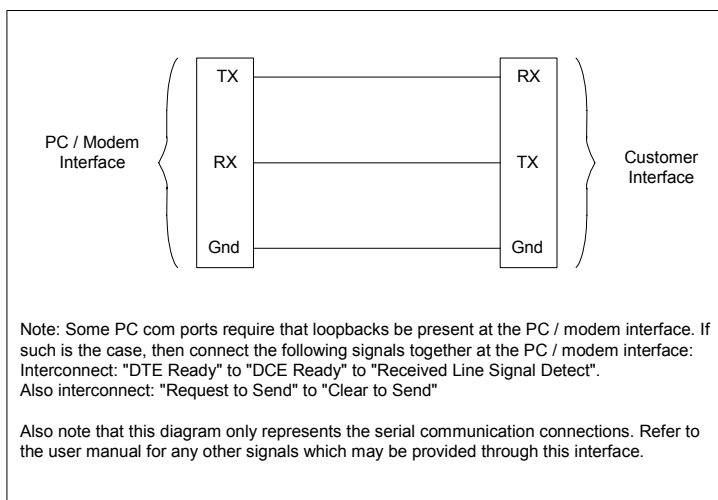 TX
RX
PC / Modem
Interface
RX
TX
Customer
Interface
Gnd
Gnd
Note: Some PC com ports require that loopbacks be present at the PC / modem interface. If
such is the case, then connect the following signals together at the PC / modem interface:
Interconnect: "DTE Ready" to "DCE Ready" to "Received Line Signal Detect".
Also interconnect: "Request to Send" to "Clear to Send"
Also note that this diagram only represents the serial communication connections. Refer to
the user manual for any other signals which may be provided through this interface.